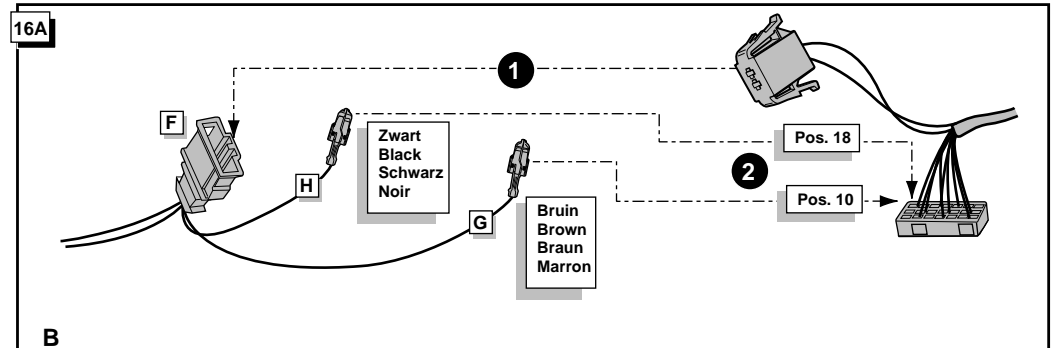 16A
1
F
H
Zwart
Black
Schwarz
Noir
Pos. 18
2
Pos. 10
G
Bruin
Brown
Braun
Marron
B